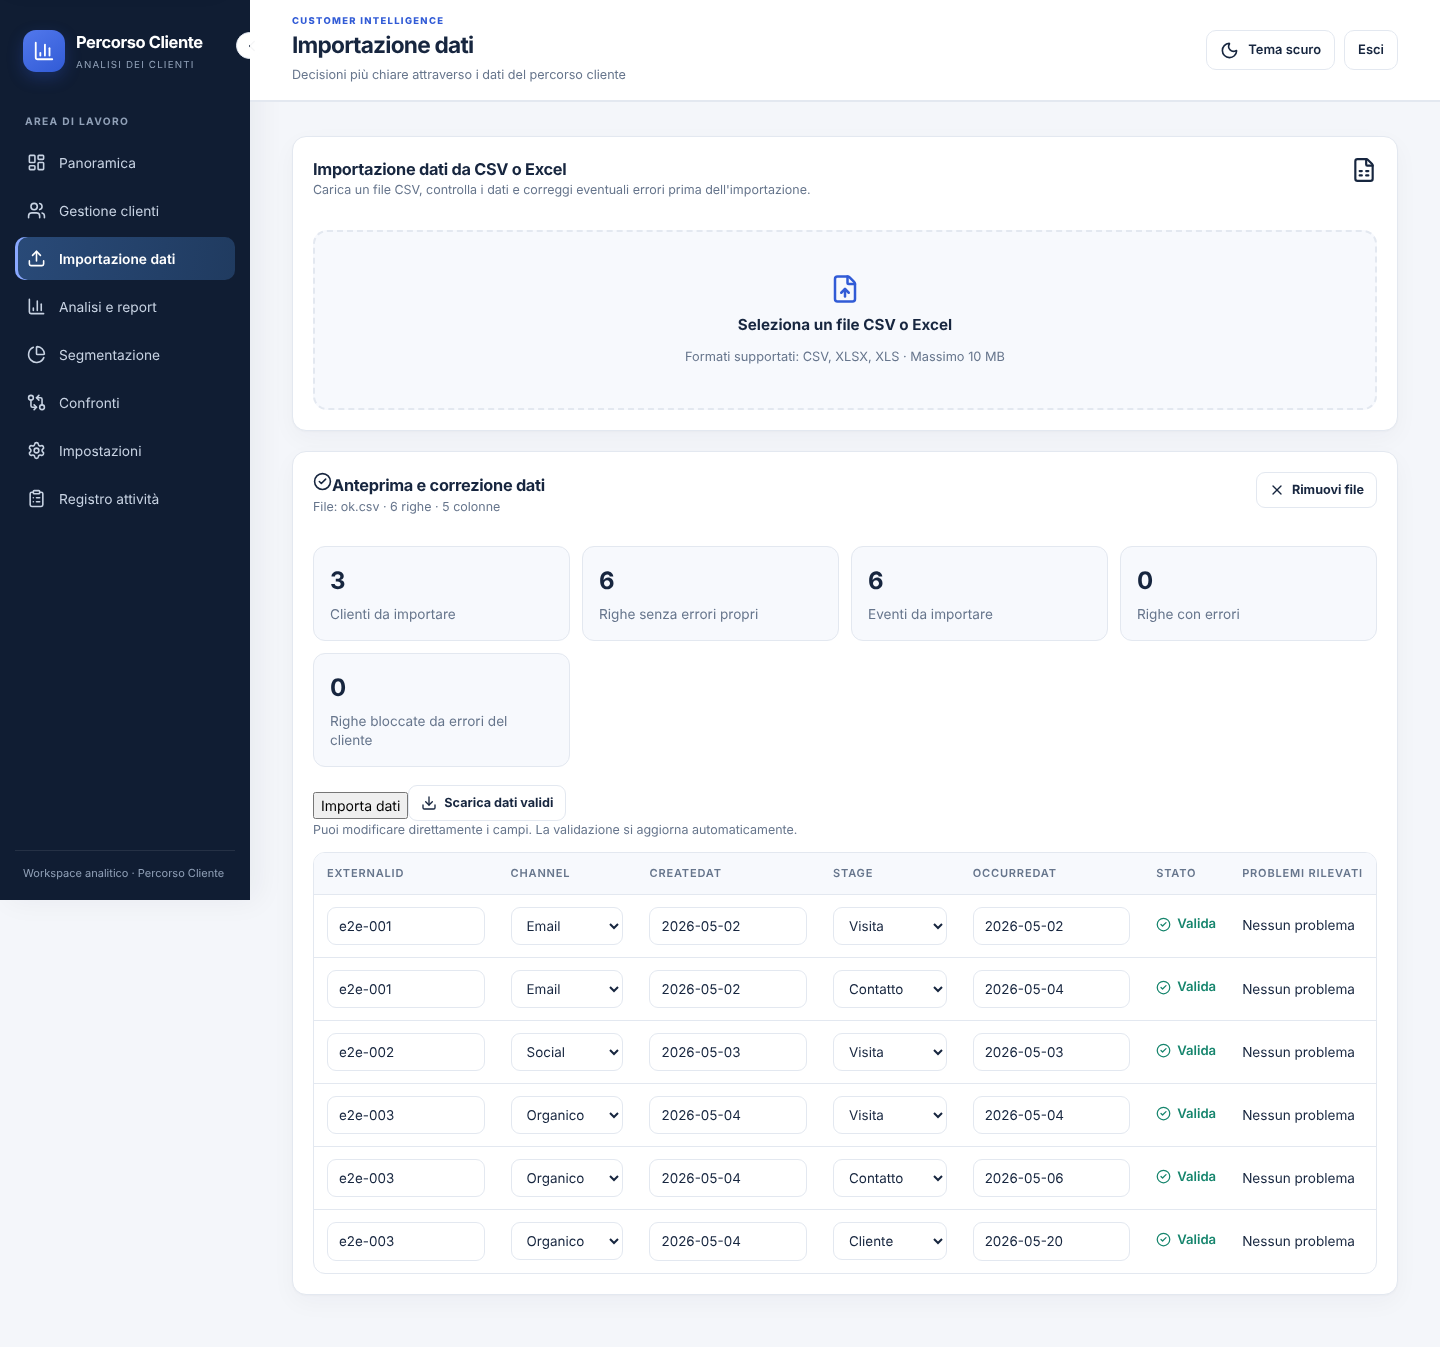 Percorso Cliente
ANALISI DEI CLIENTI
AREA DI LAVORO
Panoramica
Gestione clienti
Importazione dati
Analisi e report
Segmentazione
Confronti
Impostazioni
Registro attività
Workspace analitico · Percorso Cliente
CUSTOMER INTELLIGENCE
Importazione dati
Decisioni più chiare attraverso i dati del percorso cliente
Tema scuro
Esci
Importazione dati da CSV o Excel
Carica un file CSV, controlla i dati e correggi eventuali errori prima dell'importazione.
Seleziona un file CSV o Excel
Formati supportati: CSV, XLSX, XLS · Massimo 10 MB
Anteprima e correzione dati
File: ok.csv · 6 righe · 5 colonne
Rimuovi file
3
Clienti da importare
6
Righe senza errori propri
6
Eventi da importare
0
Righe con errori
0
Righe bloccate da errori del
cliente
Importa dati
Scarica dati validi
Puoi modificare direttamente i campi. La validazione si aggiorna automaticamente.
EXTERNALID CHANNEL CREATEDAT STAGE OCCURREDAT STATO PROBLEMI RILEVATI
e2e-001 Email 2026-05-02 Visita 2026-05-02 Valida Nessun problema
e2e-001 Email 2026-05-02 Contatto 2026-05-04 Valida Nessun problema
e2e-002 Social 2026-05-03 Visita 2026-05-03 Valida Nessun problema
e2e-003 Organico 2026-05-04 Visita 2026-05-04 Valida Nessun problema
e2e-003 Organico 2026-05-04 Contatto 2026-05-06 Valida Nessun problema
e2e-003 Organico 2026-05-04 Cliente 2026-05-20 Valida Nessun problema